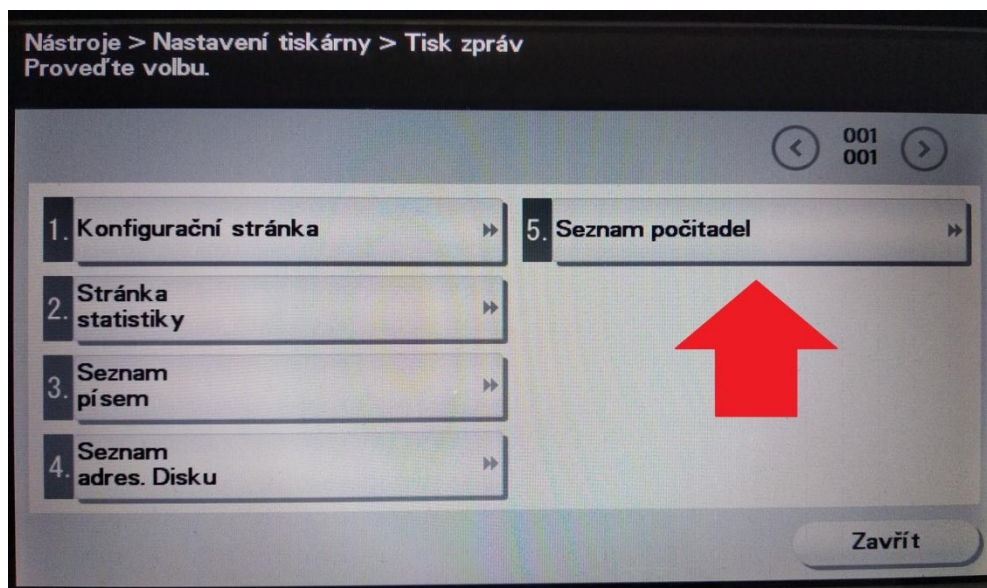 Nástroje > Nastavení tiskárny > Tisk zpráv
Proveďte volbu.
001
001
1. Konfigurační stránka
2. Stránka
statistiky
3. Seznam
písem
4. Seznam
adres. Disku
5. Seznam počitadel
Zavřít